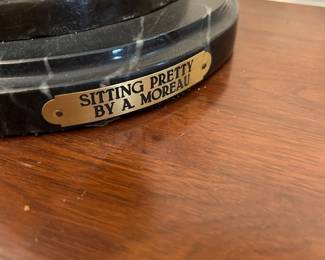 SITTING PRETTY
BY A. MOREAU